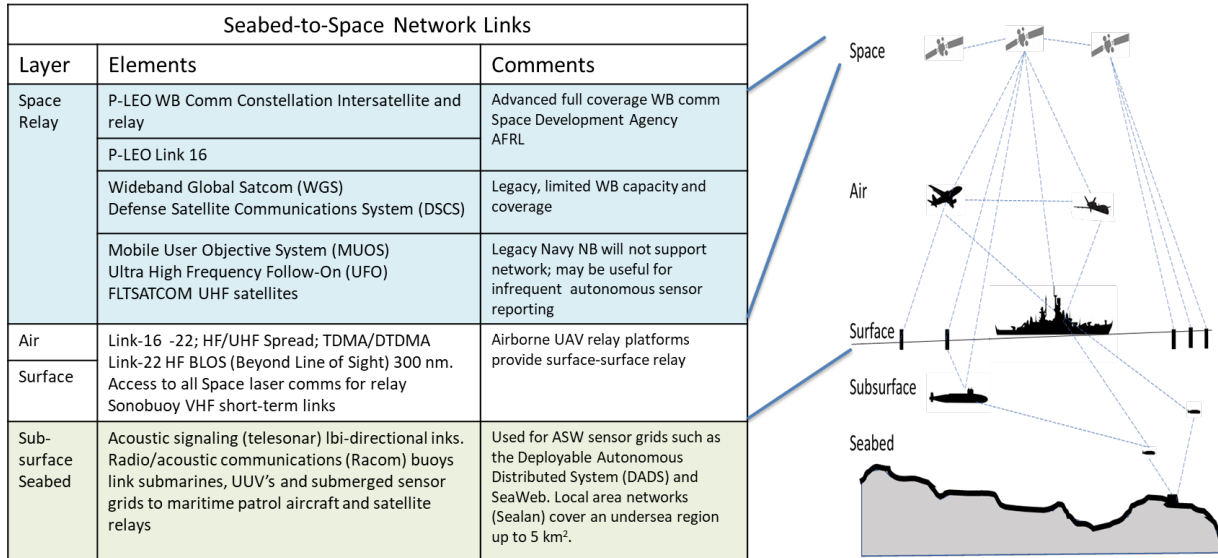 Seabed-to-Space Network Links
Layer
Elements
Comments
Space
Relay
P-LEO WB Comm Constellation Intersatellite and
relay
Advanced full coverage WB comm
Space Development Agency
AFRL
P-LEO Link 16
Wideband Global Satcom (WGS)
Defense Satellite Communications System (DSCS)
Legacy, limited WB capacity and
coverage
Mobile User Objective System (MUOS)
Ultra High Frequency Follow-On (UFO)
FLTSATCOM UHF satellites
Legacy Navy NB will not support
network; may be useful for
infrequent autonomous sensor
reporting
Air
Surface
Link-16 -22; HF/UHF Spread; TDMA/DTDMA
Link-22 HF BLOS (Beyond Line of Sight) 300 nm.
Access to all Space laser comms for relay
Sonobuoy VHF short-term links
Airborne UAV relay platforms
provide surface-surface relay
Sub-
surface
Seabed
Acoustic signaling (telesonar) lbi-directional inks.
Radio/acoustic communications (Racom) buoys
link submarines, UUV's and submerged sensor
grids to maritime patrol aircraft and satellite
relays
Used for ASW sensor grids such as
the Deployable Autonomous
Distributed System (DADS) and
SeaWeb. Local area networks
(Sealan) cover an undersea region
up to 5 km².
Space
Air
Surface
Subsurface
Seabed